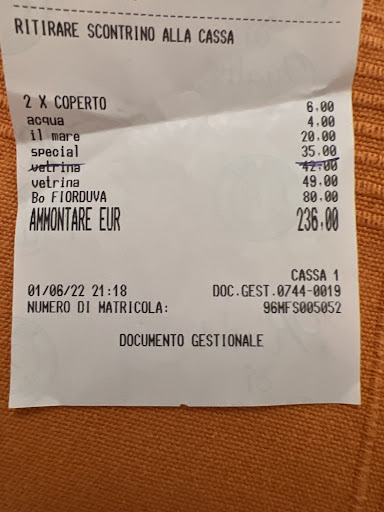 RITIRARE SCONTRINO ALLA CASSA
2 X COPERTO 6.00
acqua 4.00
il mare 20.00
special 35.00
vetrina 42.00
vetrina 49.00
Bo FIORDUVA 80.00
AMMONTARE EUR 236.00
CASSA 1
01/06/22 21:18 DOC.GEST.0744-0019
NUMERO DI MATRICOLA: 96MFS005052
DOCUMENTO GESTIONALE